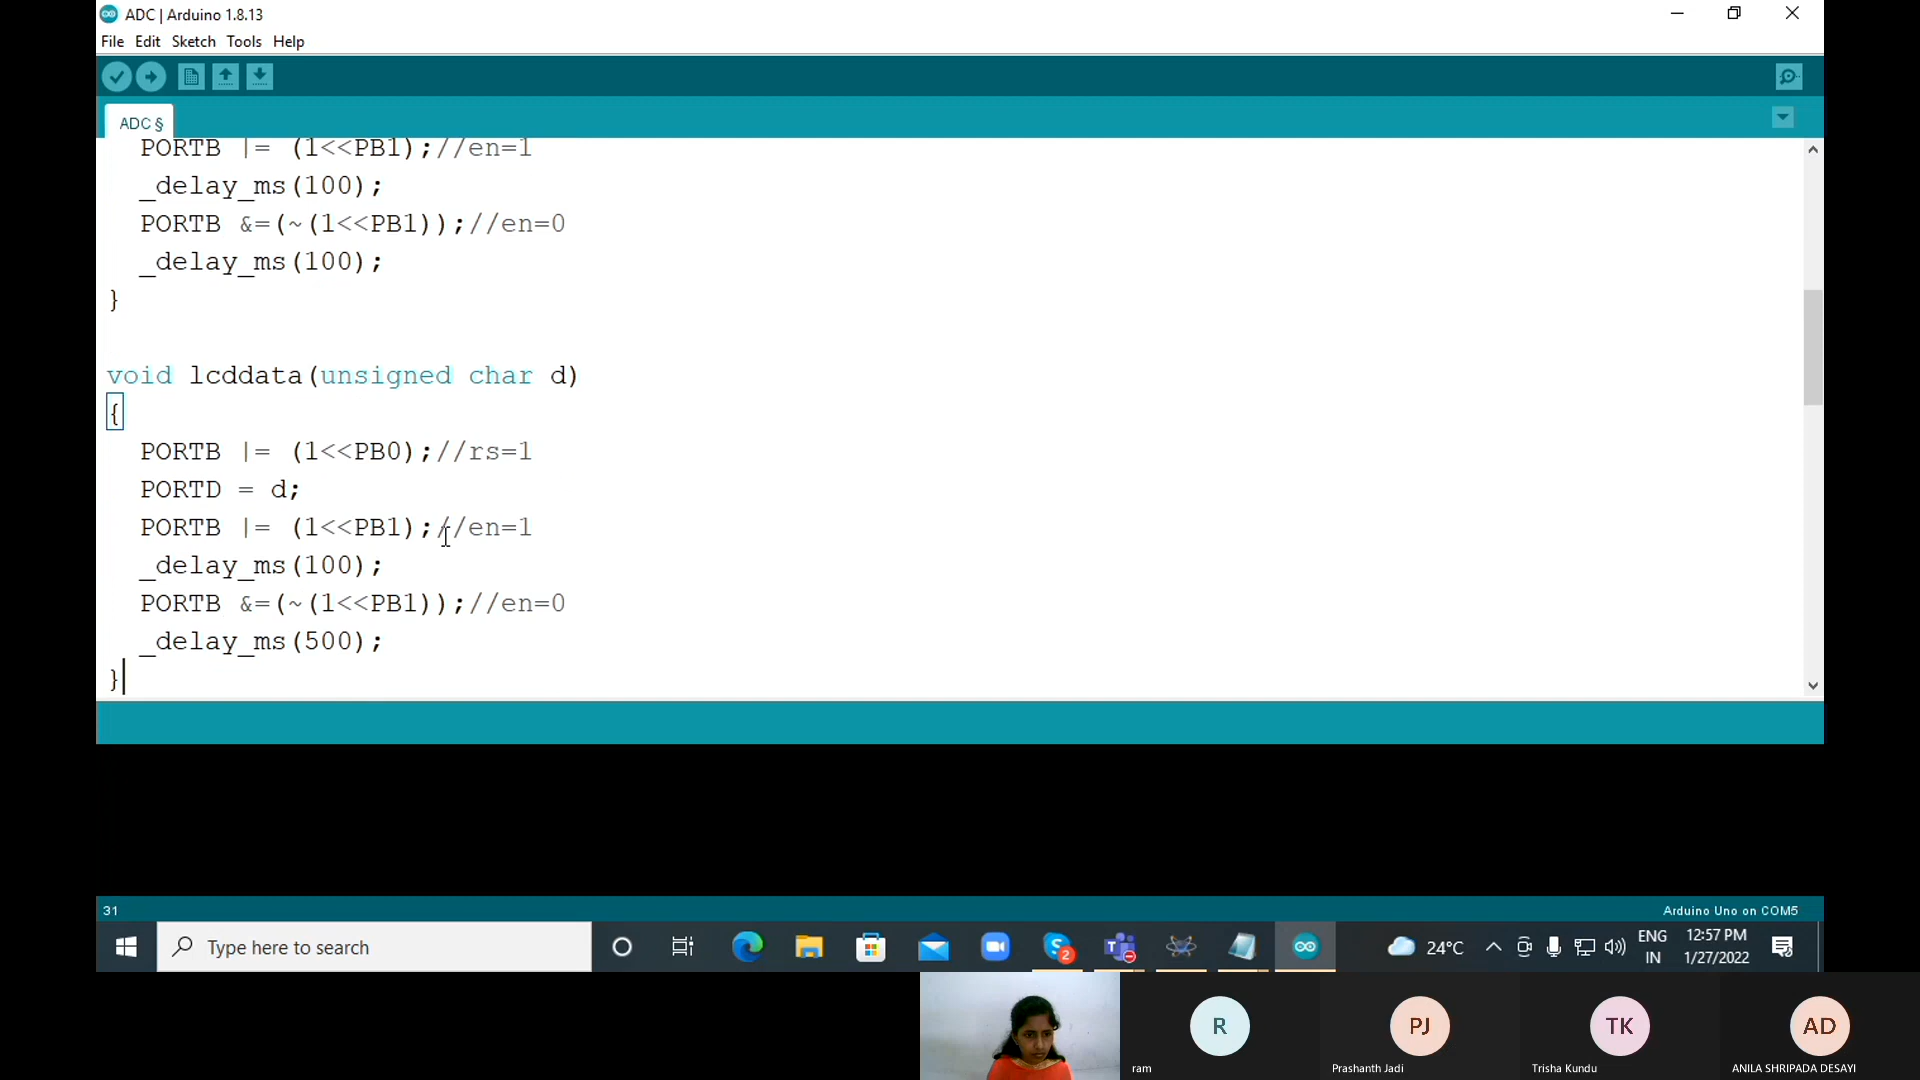 ADC | Arduino 1.8.13
File Edit Sketch Tools Help
ADC §
PORTB |= (1<<PB1);//en=1
_delay_ms(100);
PORTB &=(~(1<<PB1));//en=0
_delay_ms(100);
}
void lcddata(unsigned char d)
{
PORTB |= (1<<PB0);//rs=1
PORTD = d;
PORTB |= (1<<PB1);//en=1
_delay_ms(100);
PORTB &=(~(1<<PB1));//en=0
_delay_ms(500);
}
31
Arduino Uno on COM5
Type here to search
2
24°C
ENG
IN
12:57 PM
1/27/2022
R
PJ
TK
AD
ram
Prashanth Jadi
Trisha Kundu
ANILA SHRIPADA DESAYI